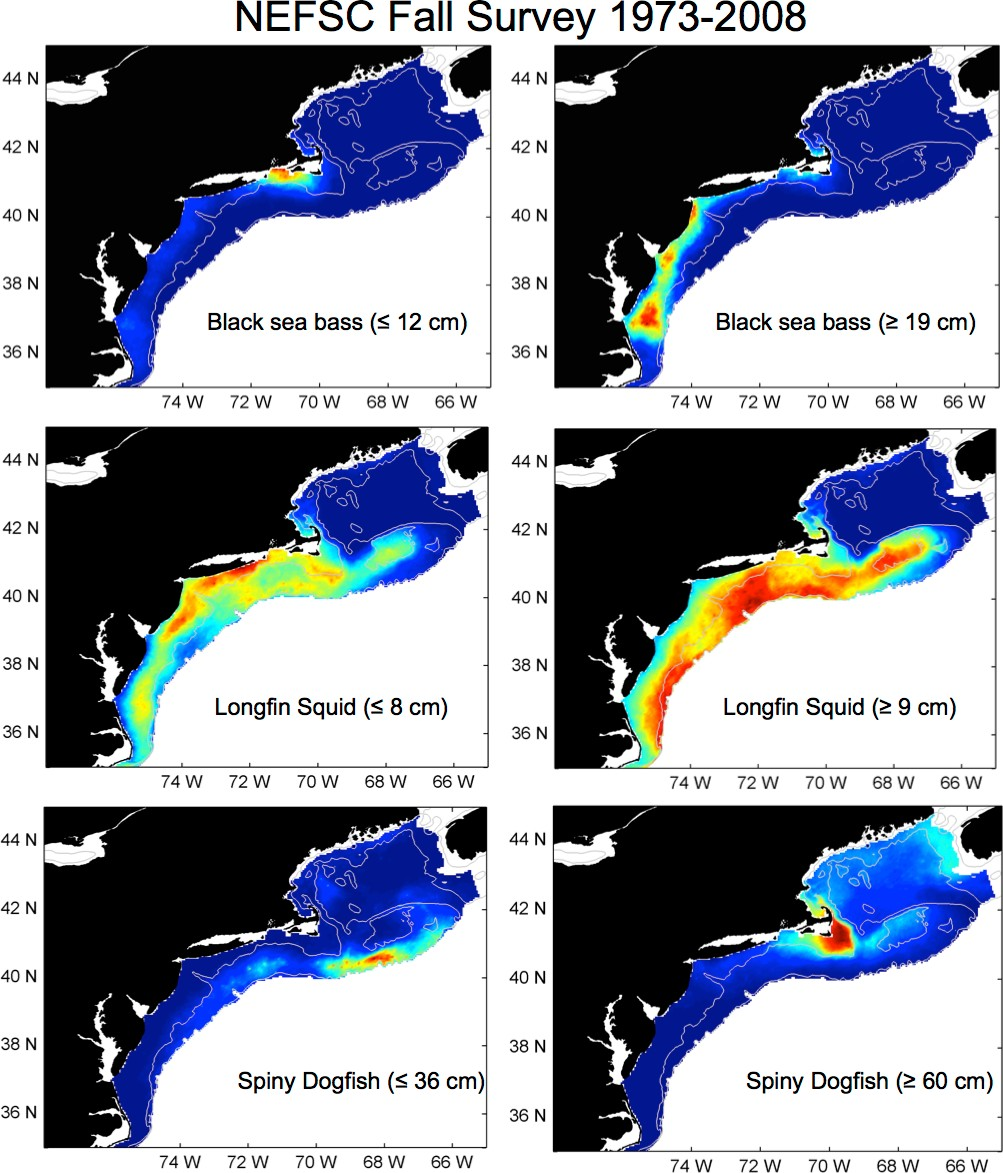 NEFSC Fall Survey 1973-2008
44 N
42 N
40 N
38 N
36 N
Black sea bass (≤ 12 cm)
74 W 72 W 70 W 68 W 66 W
44 N
42 N
40 N
38 N
36 N
Black sea bass (≥ 19 cm)
74 W 72 W 70 W 68 W 66 W
44 N
42 N
40 N
38 N
36 N
Longfin Squid (≤ 8 cm)
74 W 72 W 70 W 68 W 66 W
44 N
42 N
40 N
38 N
36 N
Longfin Squid (≥ 9 cm)
74 W 72 W 70 W 68 W 66 W
44 N
42 N
40 N
38 N
36 N
Spiny Dogfish (≤ 36 cm)
74 W 72 W 70 W 68 W 66 W
44 N
42 N
40 N
38 N
36 N
Spiny Dogfish (≥ 60 cm)
74 W 72 W 70 W 68 W 66 W